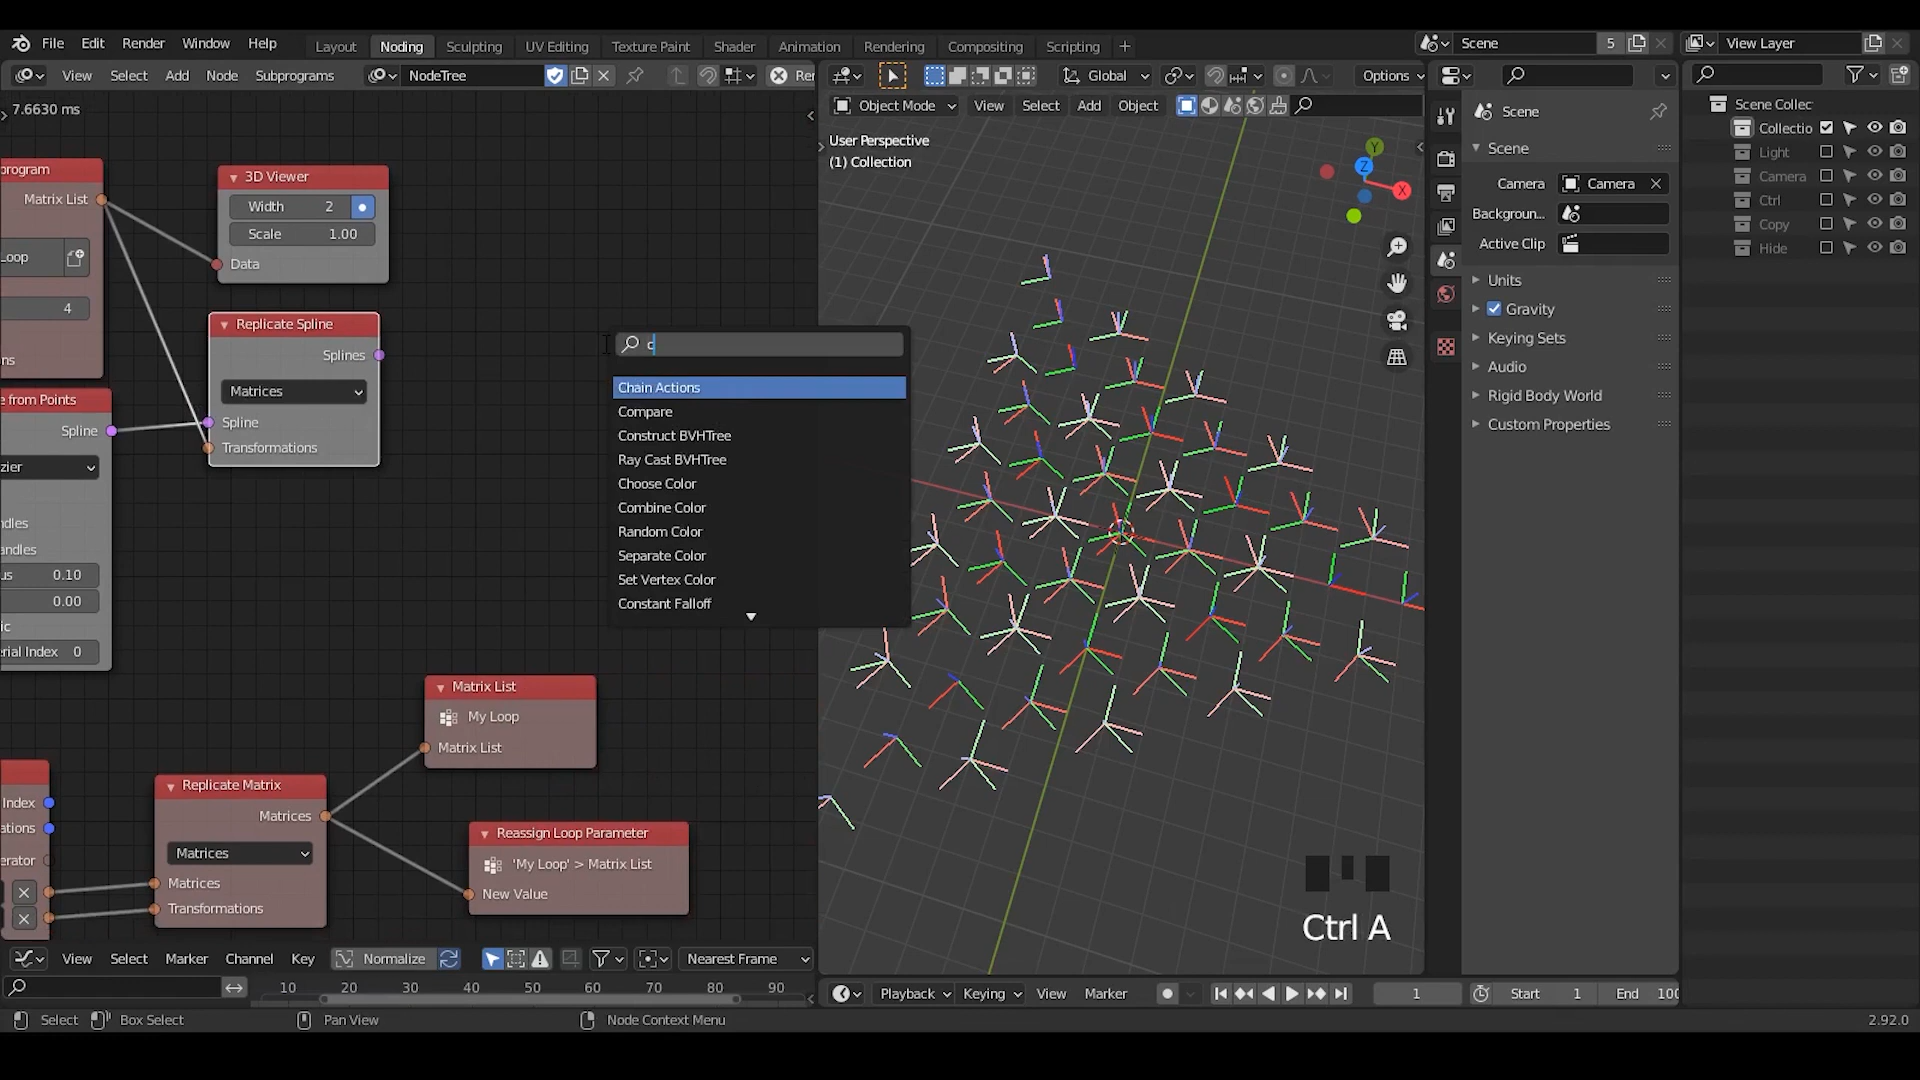 File Edit Render Window Help Layout Noding Sculpting UV Editing Texture Paint Shader Animation Rendering Compositing Scripting + Scene 5 View Layer
View Select Add Node Subprograms NodeTree Rer Global Options
Object Mode View Select Add Object
7.6630 ms
User Perspective
(1) Collection
program
Matrix List
Loop
4
ns
3D Viewer
Width 2
Scale 1.00
Data
Replicate Spline
Splines
Matrices
Spline
Transformations
e from Points
Spline
zier
ndles
andles
us 0.10
0.00
ic
erial Index 0
c
Chain Actions
Compare
Construct BVHTree
Ray Cast BVHTree
Choose Color
Combine Color
Random Color
Separate Color
Set Vertex Color
Constant Falloff
Matrix List
My Loop
Matrix List
Index
ations
erator
Replicate Matrix
Matrices
Matrices
Matrices
Transformations
Reassign Loop Parameter
'My Loop' > Matrix List
New Value
Y
Z
X
Ctrl A
Scene
Scene
Camera Camera
Backgroun...
Active Clip
Units
Gravity
Keying Sets
Audio
Rigid Body World
Custom Properties
Scene Collec
Collectio
Light
Camera
Ctrl
Copy
Hide
View Select Marker Channel Key Normalize Nearest Frame
10 20 30 40 50 60 70 80 90
Playback Keying View Marker 1 Start 1 End 100
Select Box Select Pan View Node Context Menu 2.92.0